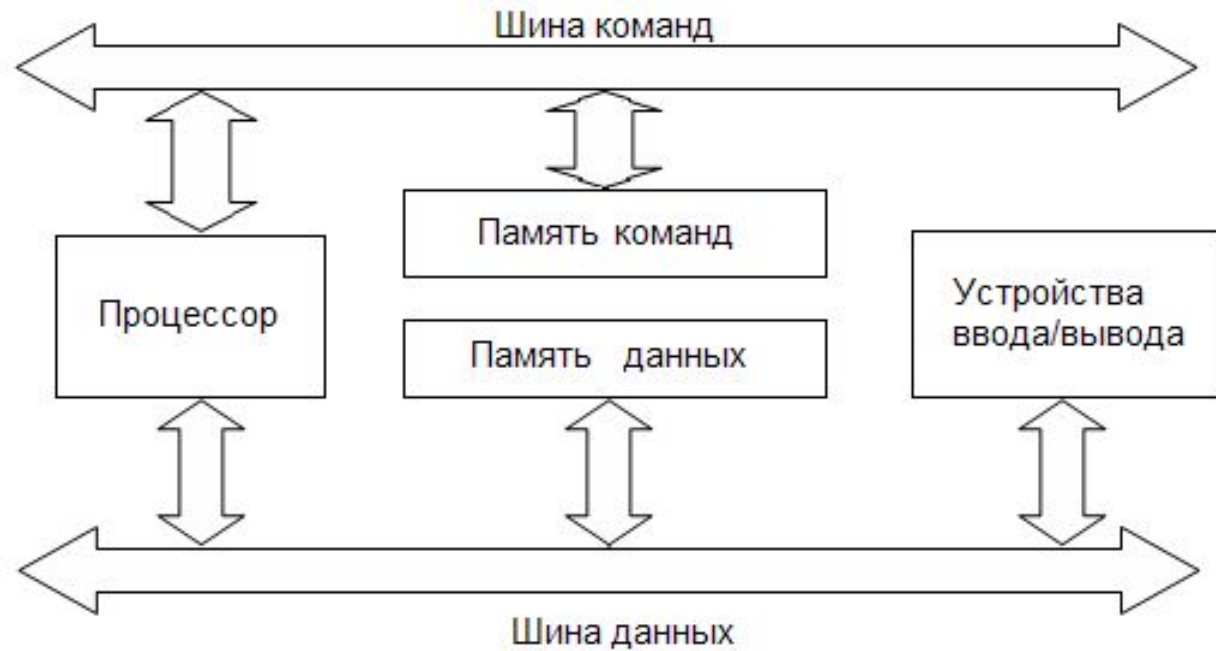 Шина команд
Память команд
Процессор
Устройства
ввода/вывода
Память данных
Шина данных